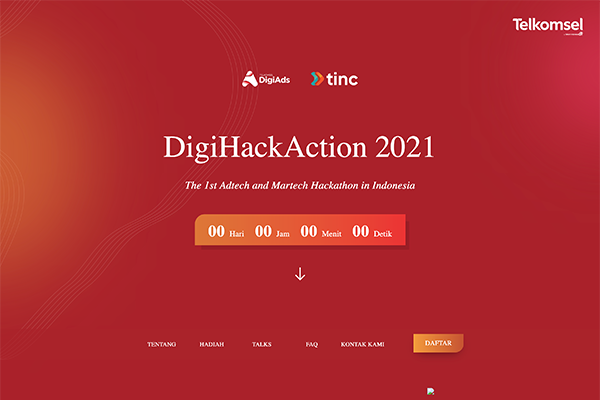 Telkomsel
DigiAds
tinc
DigiHackAction 2021
The 1st Adtech and Martech Hackathon in Indonesia
00 Hari 00 Jam 00 Menit 00 Detik
TENTANG HADIAH TALKS FAQ KONTAK KAMI DAFTAR